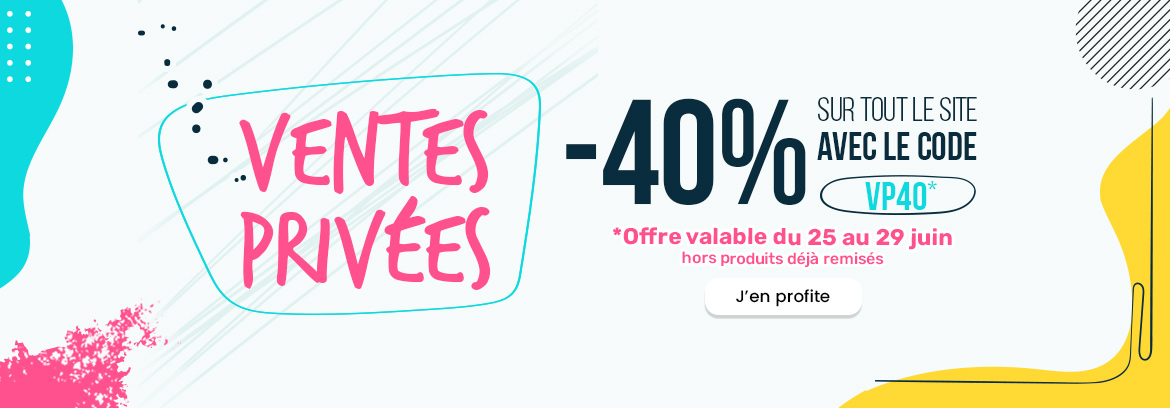 VENTES
PRIVÉES
-40%
SUR TOUT LE SITE
AVEC LE CODE
VP40*
*Offre valable du 25 au 29 juin
hors produits déjà remisés
J'en profite